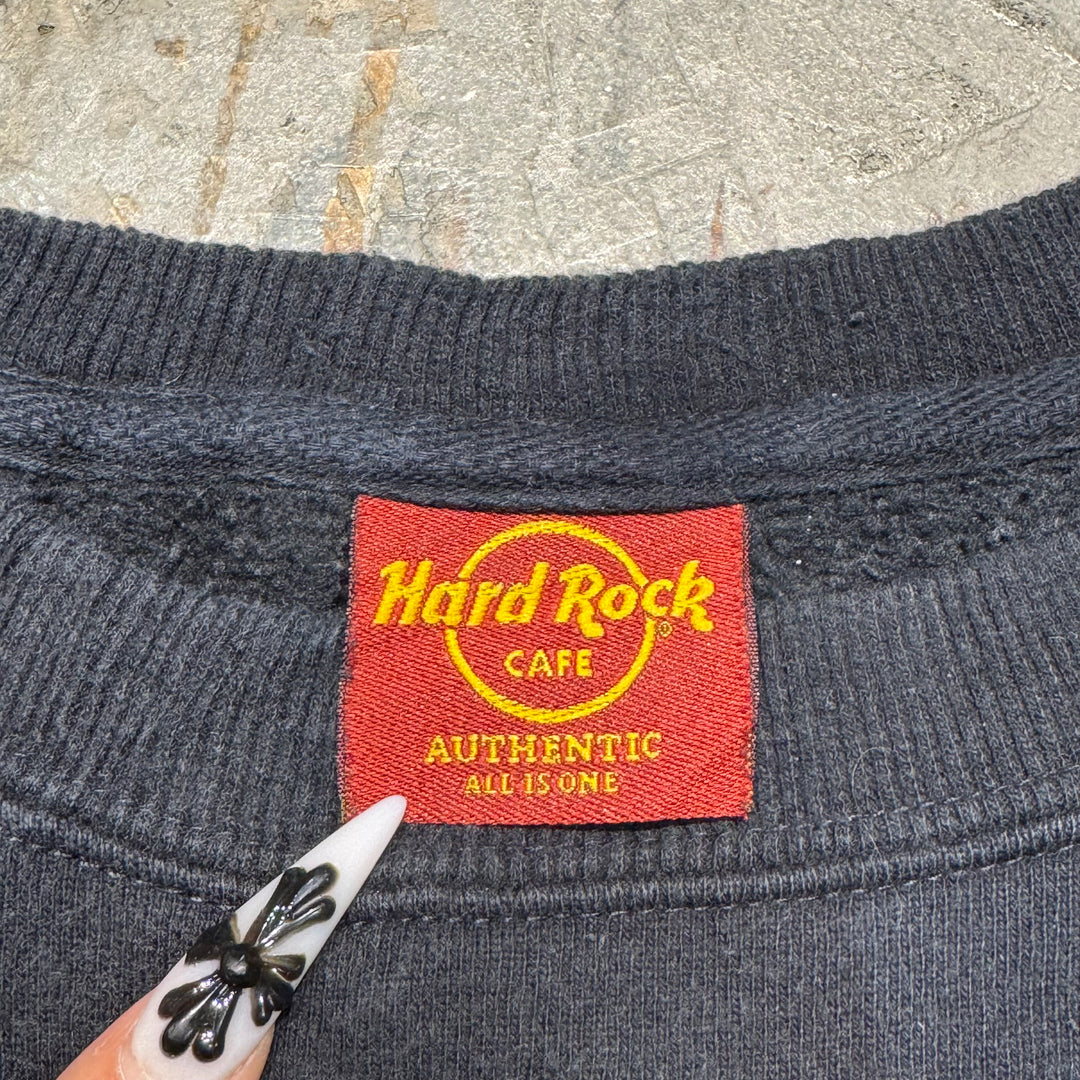 Hard Rock
®
CAFE
AUTHENTIC
ALL IS ONE